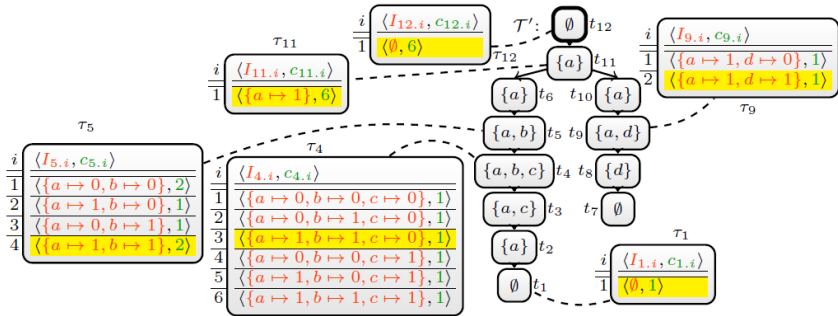 𝒯′: ∅ t₁₂
τ₁₂
i ⟨I₁₂.ᵢ, c₁₂.ᵢ⟩
1 ⟨∅, 6⟩
τ₁₁
i ⟨I₁₁.ᵢ, c₁₁.ᵢ⟩
1 ⟨{a ↦ 1}, 6⟩
{a} t₁₁
{a} t₆
t₁₀ {a}
{a, b} t₅
t₉ {a, d}
{a, b, c} t₄
t₈ {d}
{a, c} t₃
t₇ ∅
{a} t₂
∅ t₁
i ⟨I₉.ᵢ, c₉.ᵢ⟩
1 ⟨{a ↦ 1, d ↦ 0}, 1⟩
2 ⟨{a ↦ 1, d ↦ 1}, 1⟩
τ₉
τ₅
i ⟨I₅.ᵢ, c₅.ᵢ⟩
1 ⟨{a ↦ 0, b ↦ 0}, 2⟩
2 ⟨{a ↦ 1, b ↦ 0}, 1⟩
3 ⟨{a ↦ 0, b ↦ 1}, 1⟩
4 ⟨{a ↦ 1, b ↦ 1}, 2⟩
τ₄
i ⟨I₄.ᵢ, c₄.ᵢ⟩
1 ⟨{a ↦ 0, b ↦ 0, c ↦ 0}, 1⟩
2 ⟨{a ↦ 0, b ↦ 1, c ↦ 0}, 1⟩
3 ⟨{a ↦ 1, b ↦ 1, c ↦ 0}, 1⟩
4 ⟨{a ↦ 0, b ↦ 0, c ↦ 1}, 1⟩
5 ⟨{a ↦ 1, b ↦ 0, c ↦ 1}, 1⟩
6 ⟨{a ↦ 1, b ↦ 1, c ↦ 1}, 1⟩
τ₁
i ⟨I₁.ᵢ, c₁.ᵢ⟩
1 ⟨∅, 1⟩